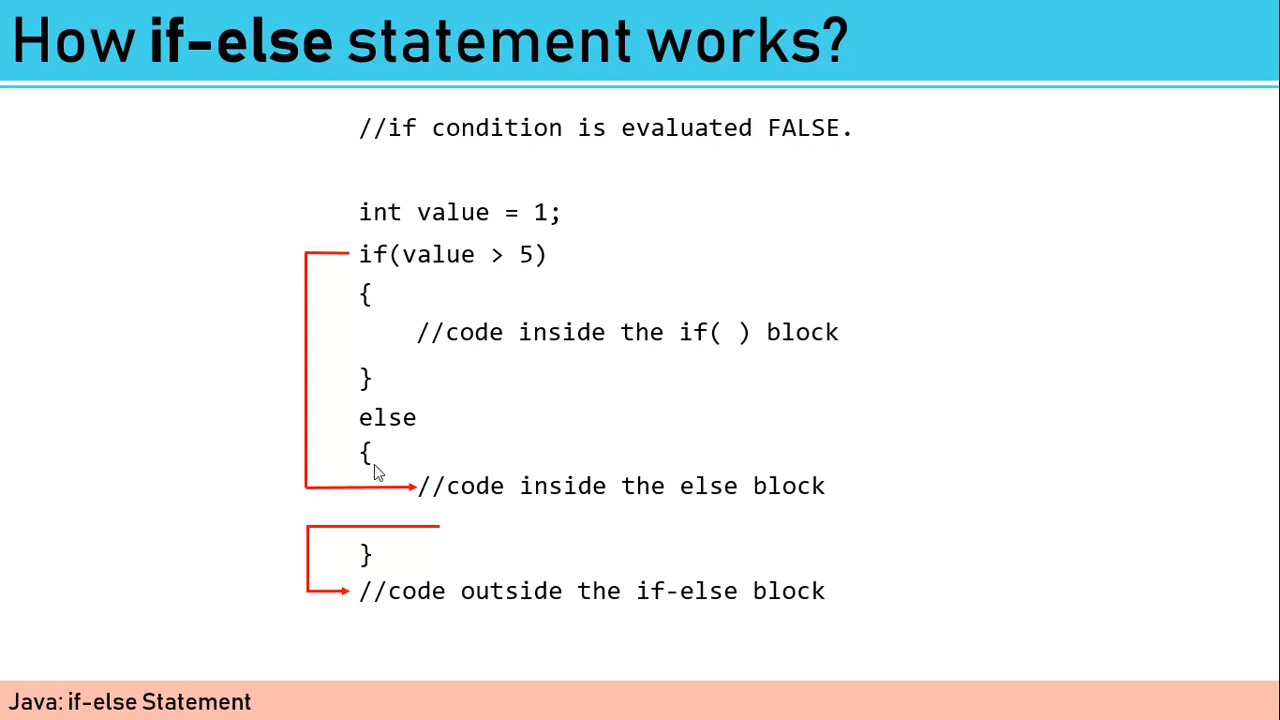 How if-else statement works?
//if condition is evaluated FALSE.
int value = 1;
if(value > 5)
{
//code inside the if( ) block
}
else
{
//code inside the else block
}
//code outside the if-else block
Java: if-else Statement